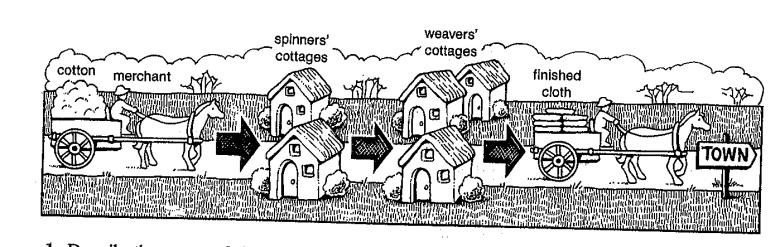 cotton
merchant
spinners'
cottages
weavers'
cottages
finished
cloth
TOWN